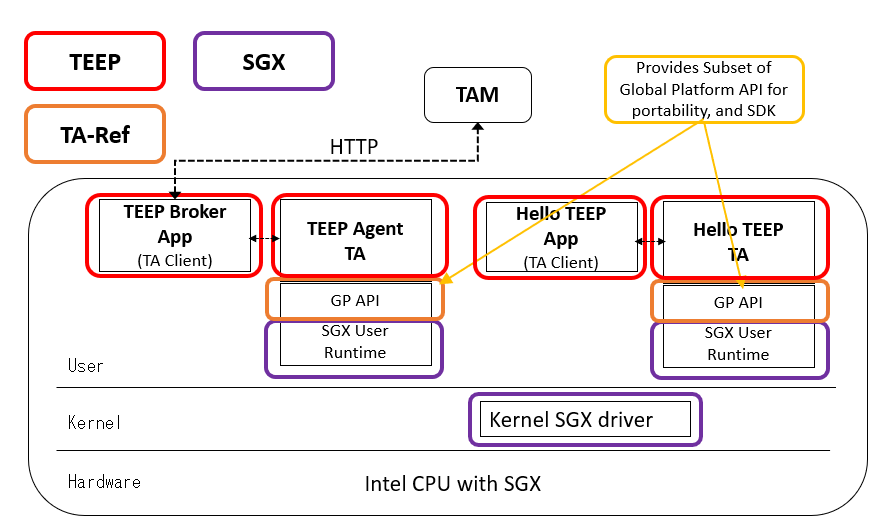 TEEP
SGX
TA-Ref
TAM
Provides Subset of
Global Platform API for
portability, and SDK
HTTP
TEEP Broker
App
(TA Client)
TEEP Agent
TA
Hello TEEP
App
(TA Client)
Hello TEEP
TA
GP API
SGX User
Runtime
GP API
SGX User
Runtime
User
Kernel
Kernel SGX driver
Hardware
Intel CPU with SGX